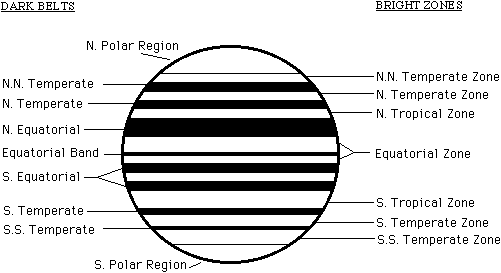 DARK BELTS
BRIGHT ZONES
N. Polar Region
N.N. Temperate
N. Temperate
N. Equatorial
Equatorial Band
S. Equatorial
S. Temperate
S.S. Temperate
S. Polar Region
N.N. Temperate Zone
N. Temperate Zone
N. Tropical Zone
Equatorial Zone
S. Tropical Zone
S. Temperate Zone
S.S. Temperate Zone